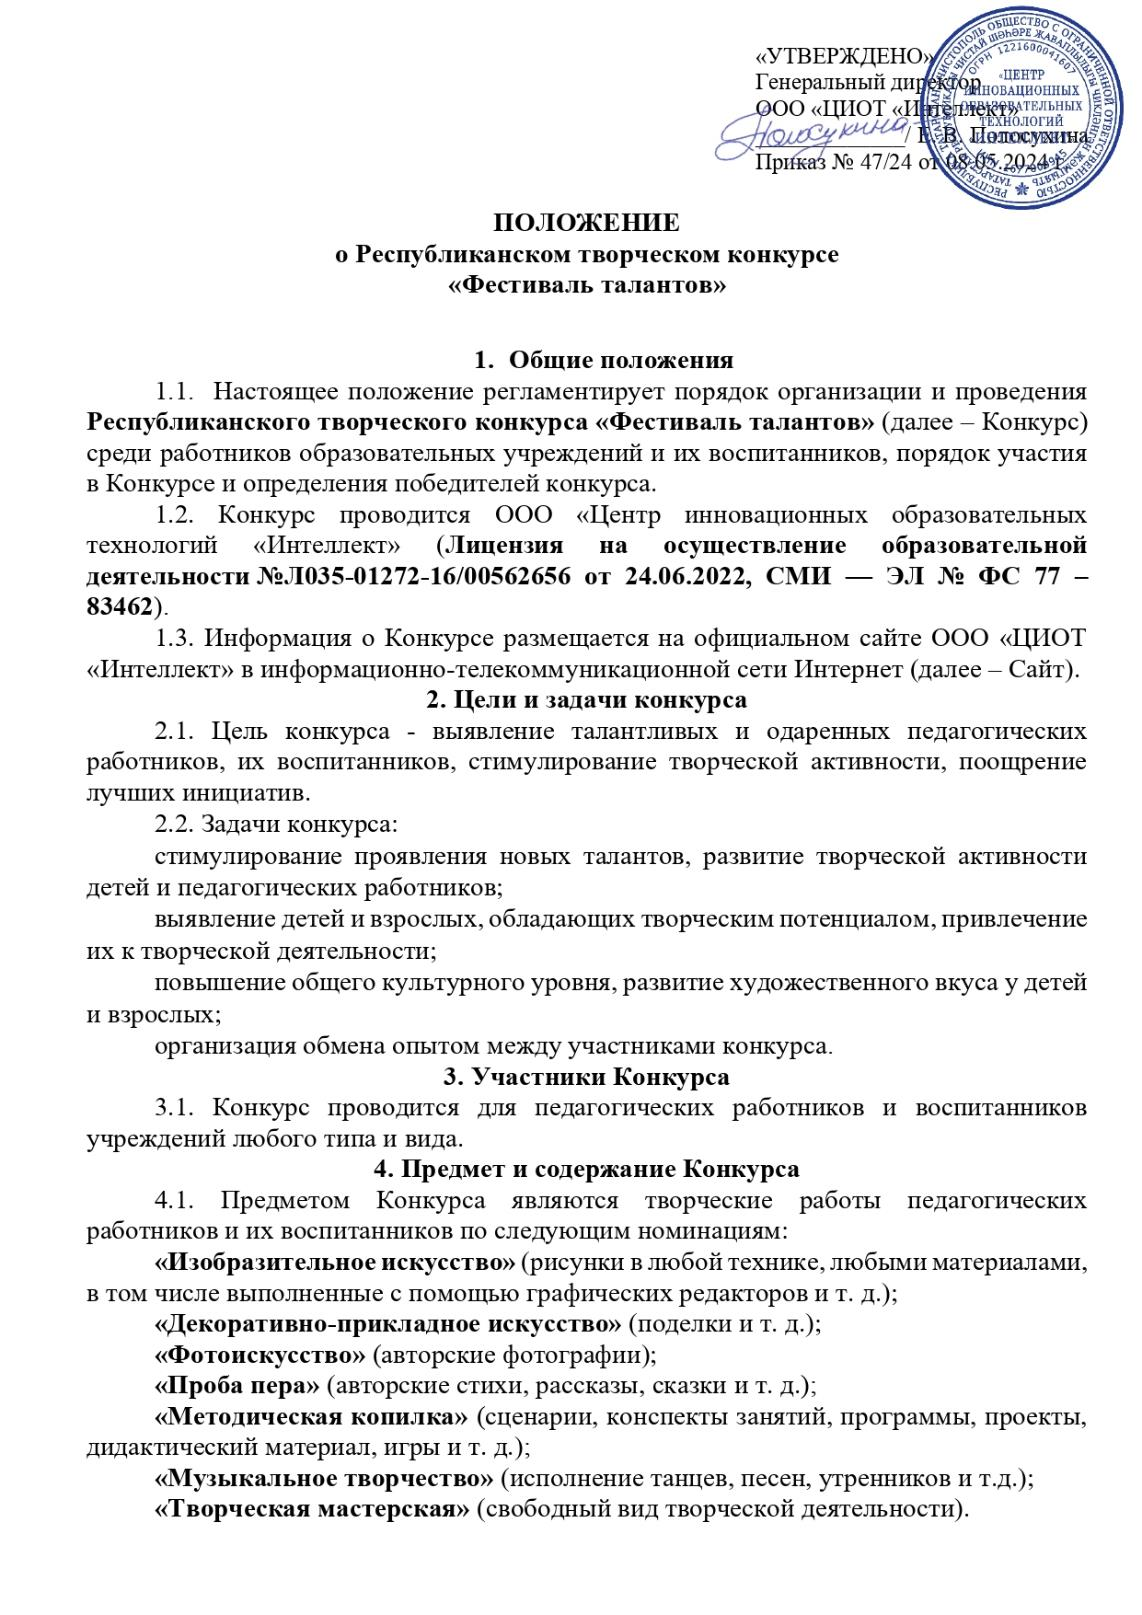 «УТВЕРЖДЕНО»
Генеральный директор
ООО «ЦИОТ «Интеллект»
/ Е. В. Потосухина
Приказ № 47/24 от 08.05.2024 г.
«ЦЕНТР
ИННОВАЦИОННЫХ
ОБРАЗОВАТЕЛЬНЫХ
ТЕХНОЛОГИЙ
«ИНТЕЛЛЕКТ»
ОГРН 1221600041607
ПОЛОЖЕНИЕ
о Республиканском творческом конкурсе
«Фестиваль талантов»
1. Общие положения
1.1. Настоящее положение регламентирует порядок организации и проведения
Республиканского творческого конкурса «Фестиваль талантов» (далее – Конкурс)
среди работников образовательных учреждений и их воспитанников, порядок участия
в Конкурсе и определения победителей конкурса.
1.2. Конкурс проводится ООО «Центр инновационных образовательных
технологий «Интеллект» (Лицензия на осуществление образовательной
деятельности №Л035-01272-16/00562656 от 24.06.2022, СМИ — ЭЛ № ФС 77 –
83462).
1.3. Информация о Конкурсе размещается на официальном сайте ООО «ЦИОТ
«Интеллект» в информационно-телекоммуникационной сети Интернет (далее – Сайт).
2. Цели и задачи конкурса
2.1. Цель конкурса - выявление талантливых и одаренных педагогических
работников, их воспитанников, стимулирование творческой активности, поощрение
лучших инициатив.
2.2. Задачи конкурса:
стимулирование проявления новых талантов, развитие творческой активности
детей и педагогических работников;
выявление детей и взрослых, обладающих творческим потенциалом, привлечение
их к творческой деятельности;
повышение общего культурного уровня, развитие художественного вкуса у детей
и взрослых;
организация обмена опытом между участниками конкурса.
3. Участники Конкурса
3.1. Конкурс проводится для педагогических работников и воспитанников
учреждений любого типа и вида.
4. Предмет и содержание Конкурса
4.1. Предметом Конкурса являются творческие работы педагогических
работников и их воспитанников по следующим номинациям:
«Изобразительное искусство» (рисунки в любой технике, любыми материалами,
в том числе выполненные с помощью графических редакторов и т. д.);
«Декоративно-прикладное искусство» (поделки и т. д.);
«Фотоискусство» (авторские фотографии);
«Проба пера» (авторские стихи, рассказы, сказки и т. д.);
«Методическая копилка» (сценарии, конспекты занятий, программы, проекты,
дидактический материал, игры и т. д.);
«Музыкальное творчество» (исполнение танцев, песен, утренников и т.д.);
«Творческая мастерская» (свободный вид творческой деятельности).